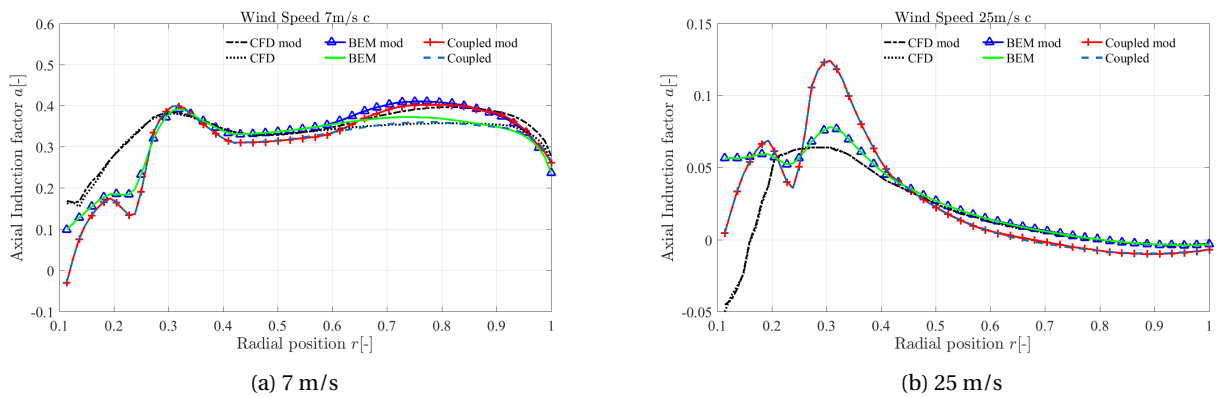 Wind Speed 7m/s c
CFD mod BEM mod Coupled mod
CFD BEM Coupled
Axial Induction factor a[-]
0.6
0.5
0.4
0.3
0.2
0.1
0
-0.1
0.1 0.2 0.3 0.4 0.5 0.6 0.7 0.8 0.9 1
Radial position r[-]
(a) 7 m/s
Wind Speed 25m/s c
CFD mod BEM mod Coupled mod
CFD BEM Coupled
Axial Induction factor a[-]
0.15
0.1
0.05
0
-0.05
0.1 0.2 0.3 0.4 0.5 0.6 0.7 0.8 0.9 1
Radial position r[-]
(b) 25 m/s